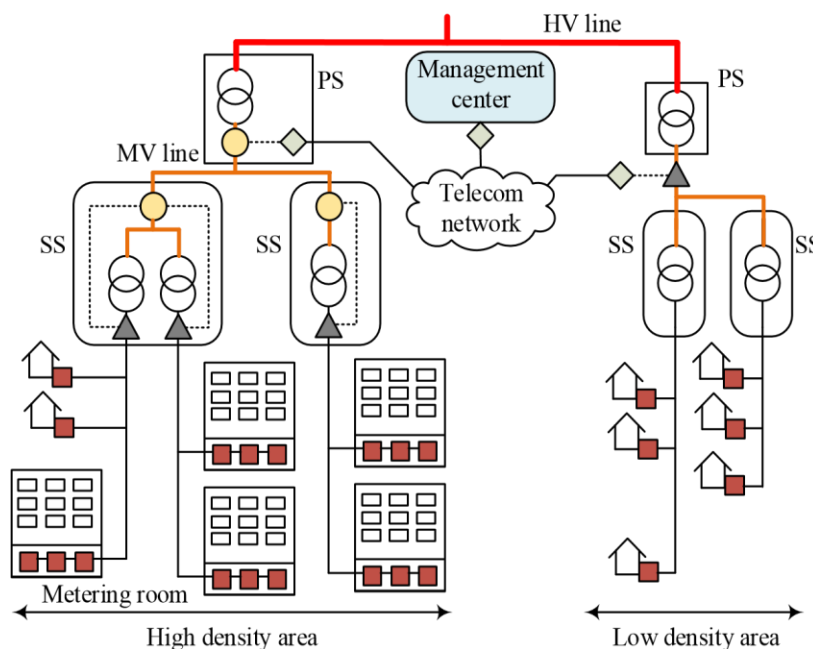 HV line
PS
Management
center
PS
MV line
Telecom
network
SS
SS
SS
SS
Metering room
High density area
Low density area